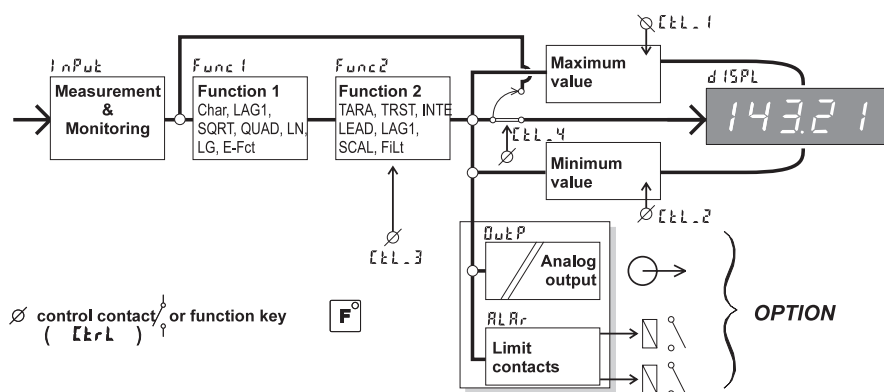 CtL_1
InPut
Func1
Func2
Maximum
value
dISPL
Measurement
&
Monitoring
Function 1
Char, LAG1,
SQRT, QUAD, LN,
LG, E-Fct
Function 2
TARA, TRST, INTE
LEAD, LAG1,
SCAL, FiLt
143.21
CtL_4
Minimum
value
CtL_2
CtL_3
OutP
Analog
output
ALAr
Limit
contacts
OPTION
control contact or function key
( CtrL )
F